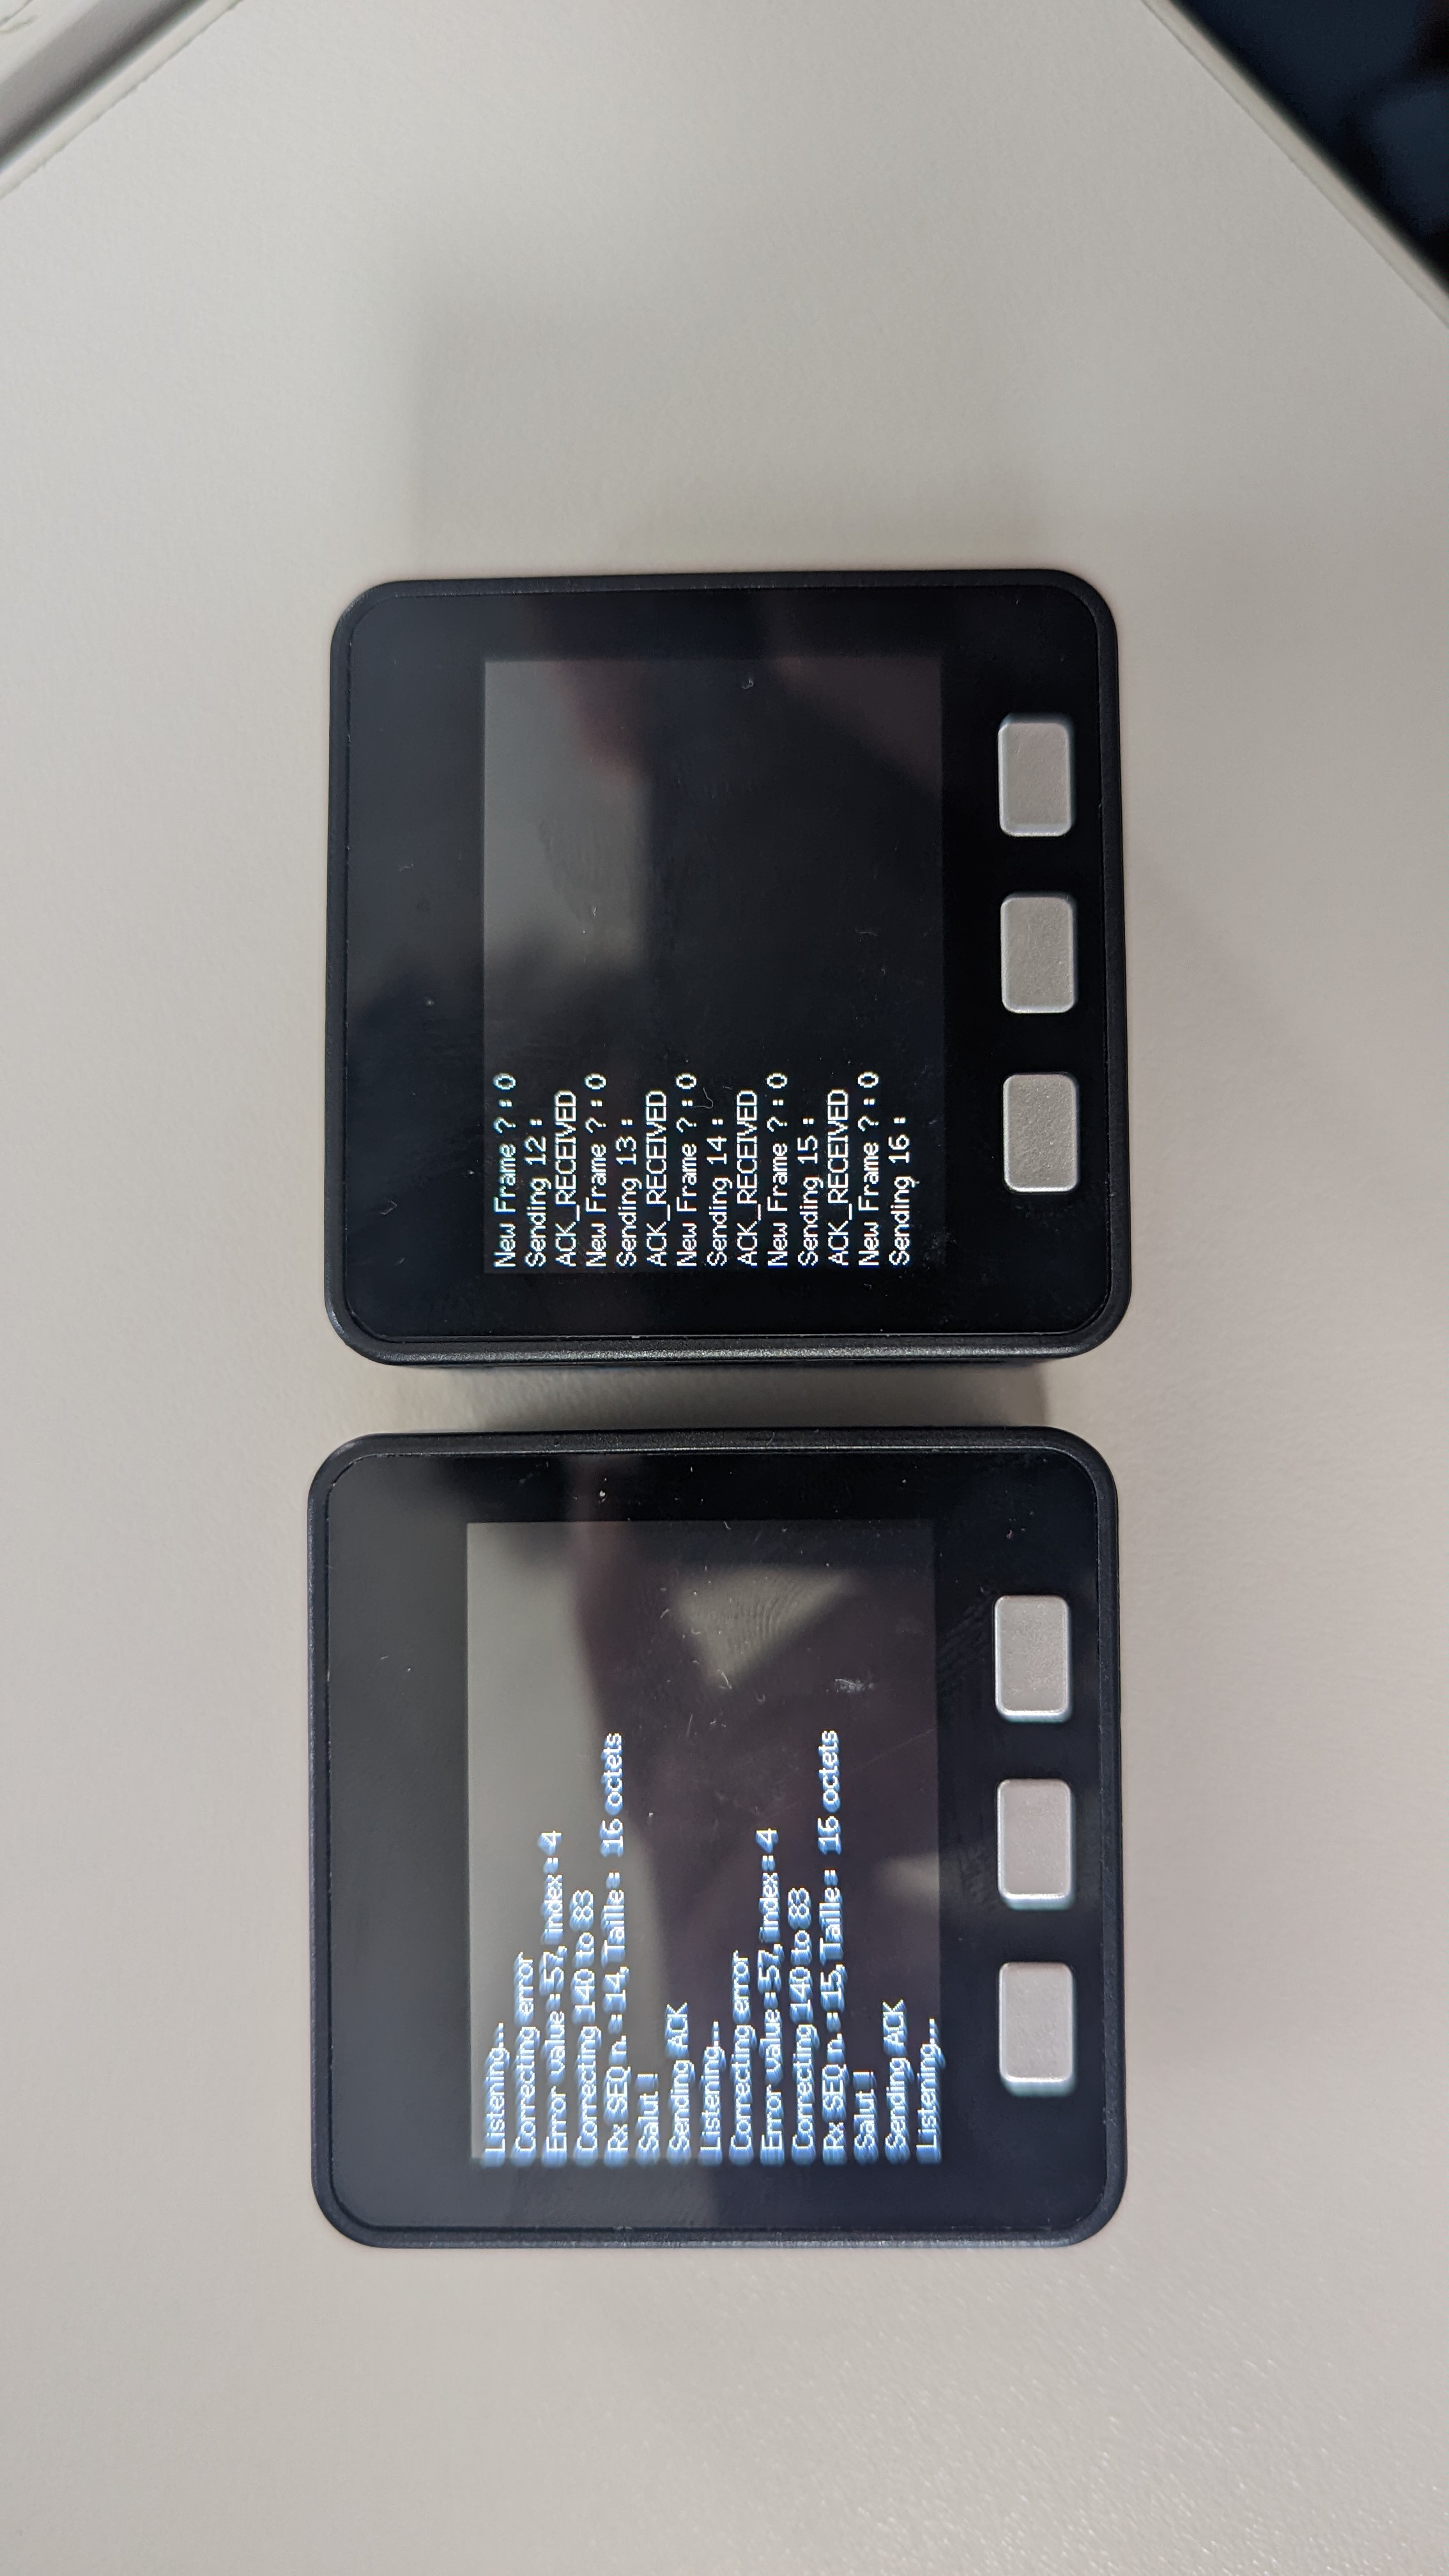 Listening...
Correcting error
Error value : 57, index : 4
Correcting 140 to 83
Rx SEQ n. : 14, Taille : 16 octets
Salut !
Sending ACK
Listening...
Correcting error
Error value : 57, index : 4
Correcting 140 to 83
Rx SEQ n. : 15, Taille : 16 octets
Salut !
Sending ACK
Listening...
New Frame ? : 0
Sending 12 :
ACK_RECEIVED
New Frame ? : 0
Sending 13 :
ACK_RECEIVED
New Frame ? : 0
Sending 14 :
ACK_RECEIVED
New Frame ? : 0
Sending 15 :
ACK_RECEIVED
New Frame ? : 0
Sending 16 :